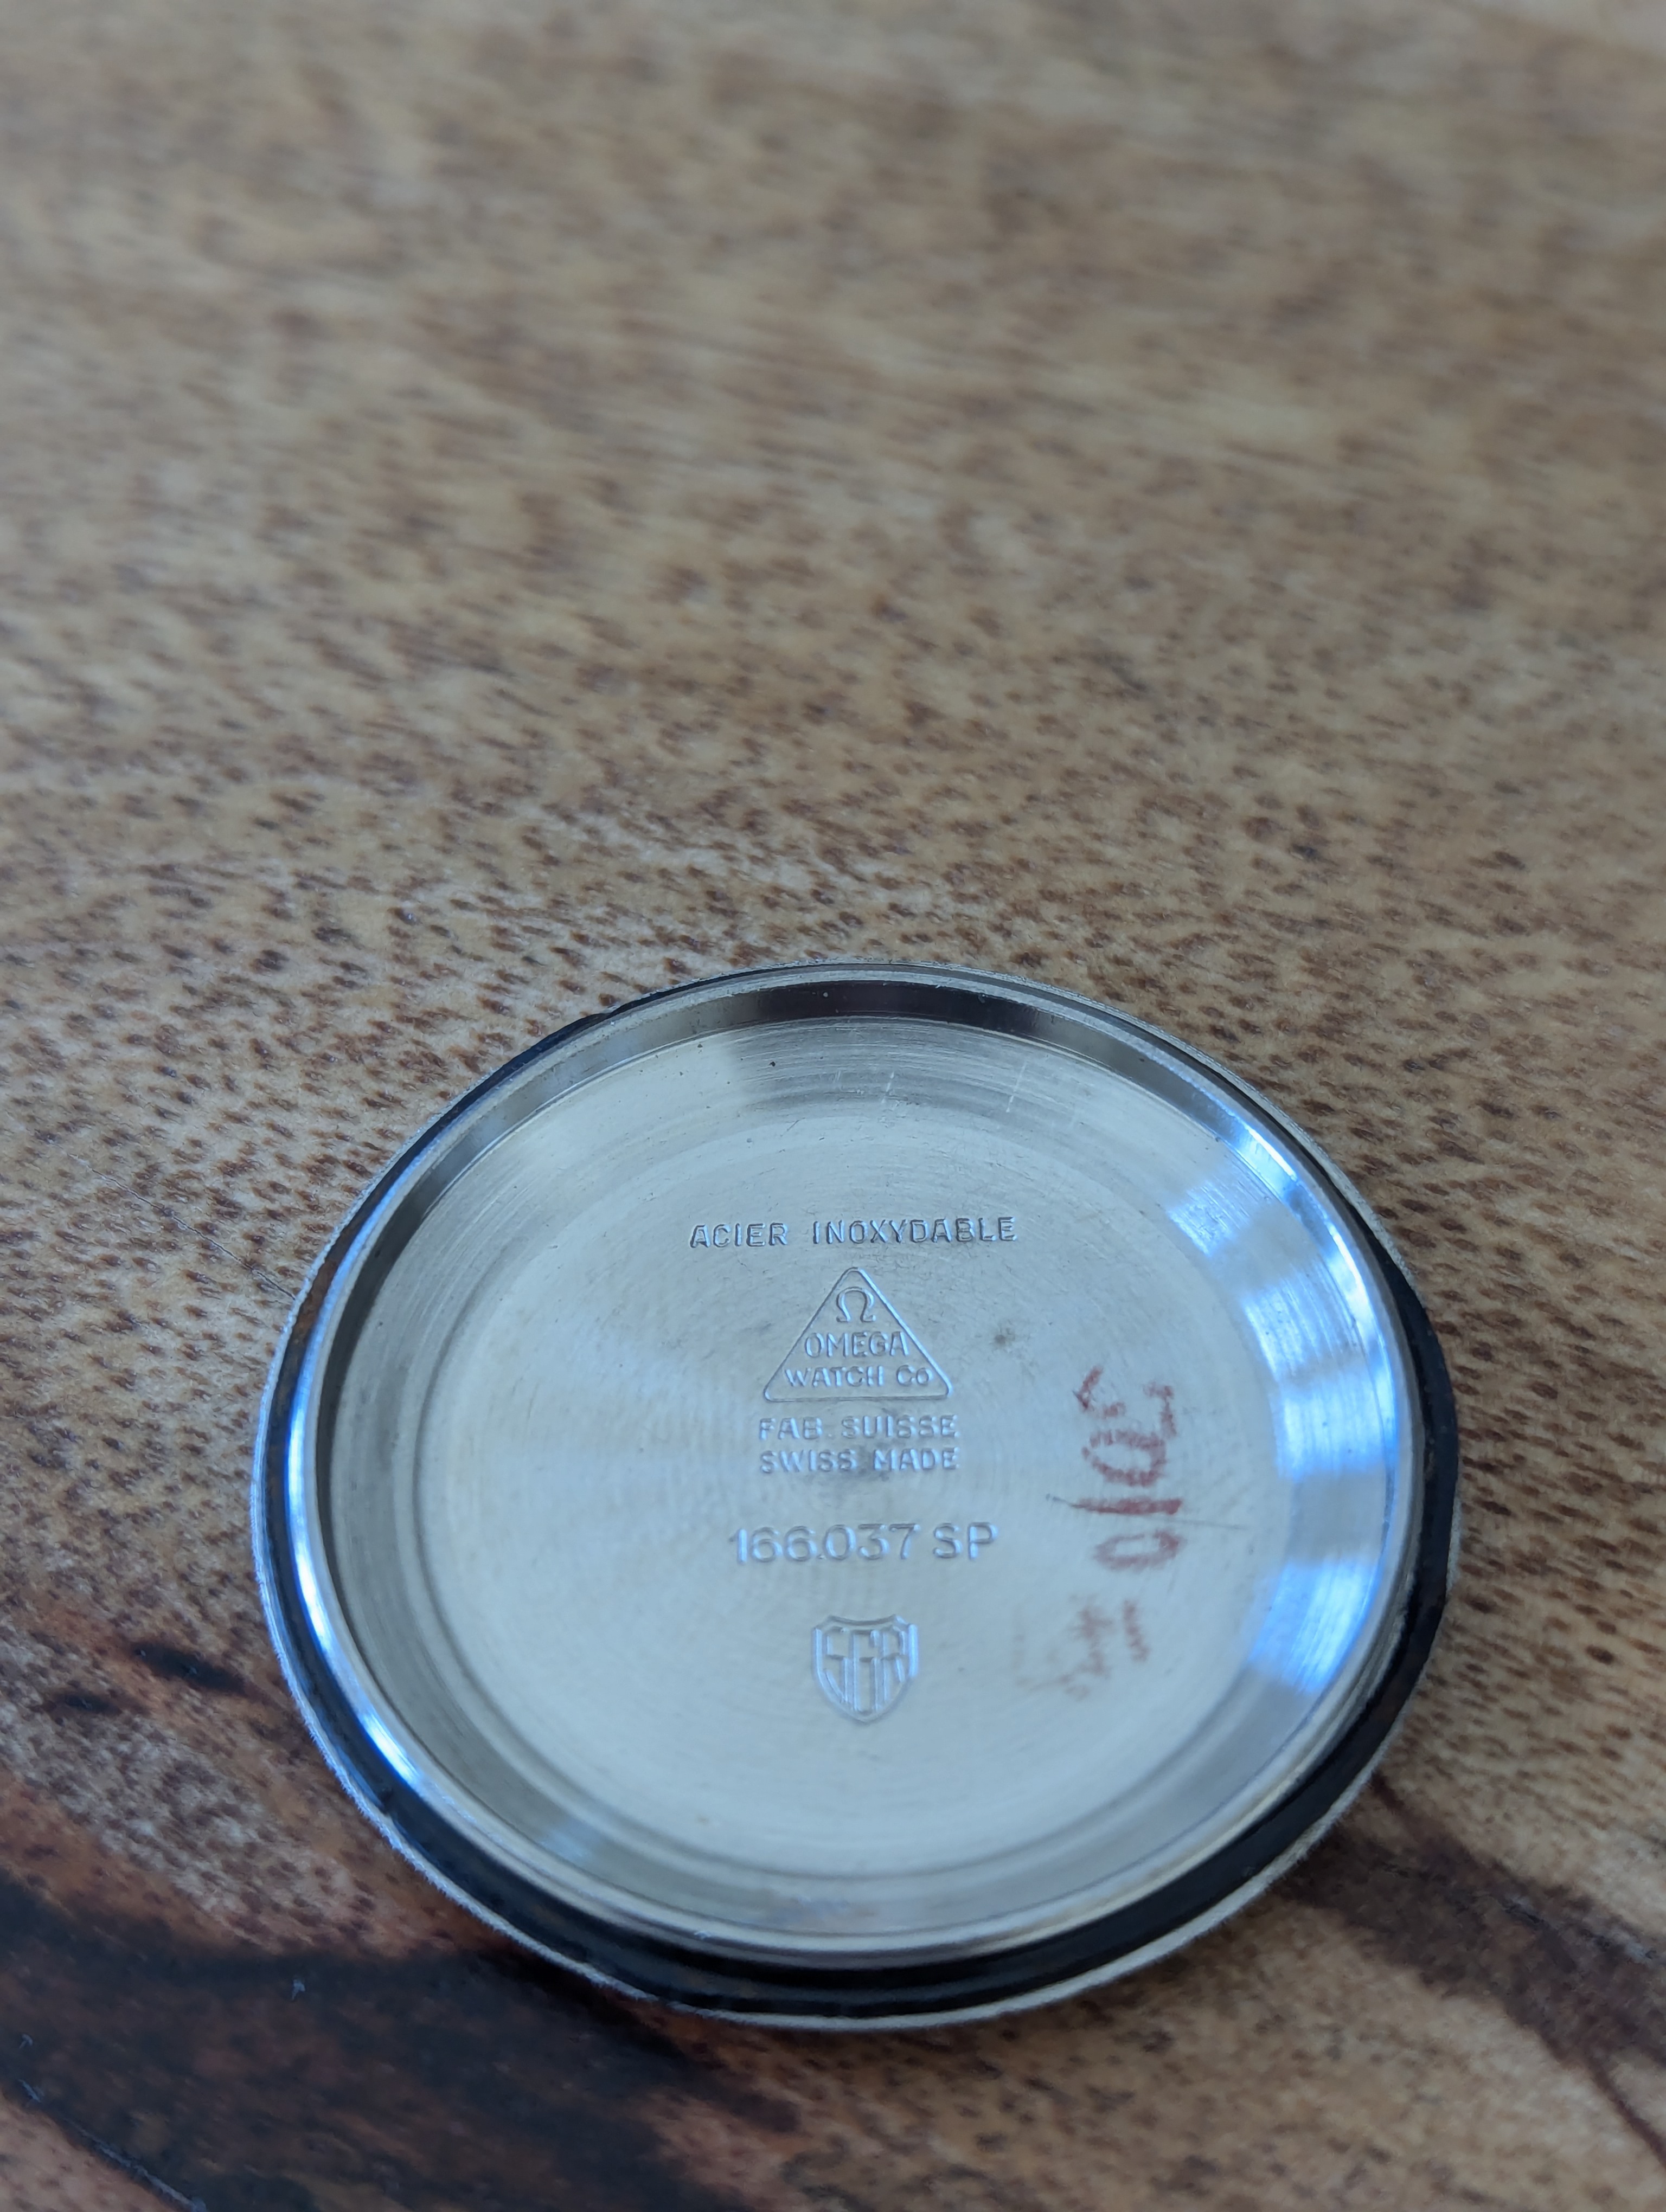 ACIER INOXYDABLE
Ω
OMEGA
WATCH Co
FAB. SUISSE
SWISS MADE
166.037 SP